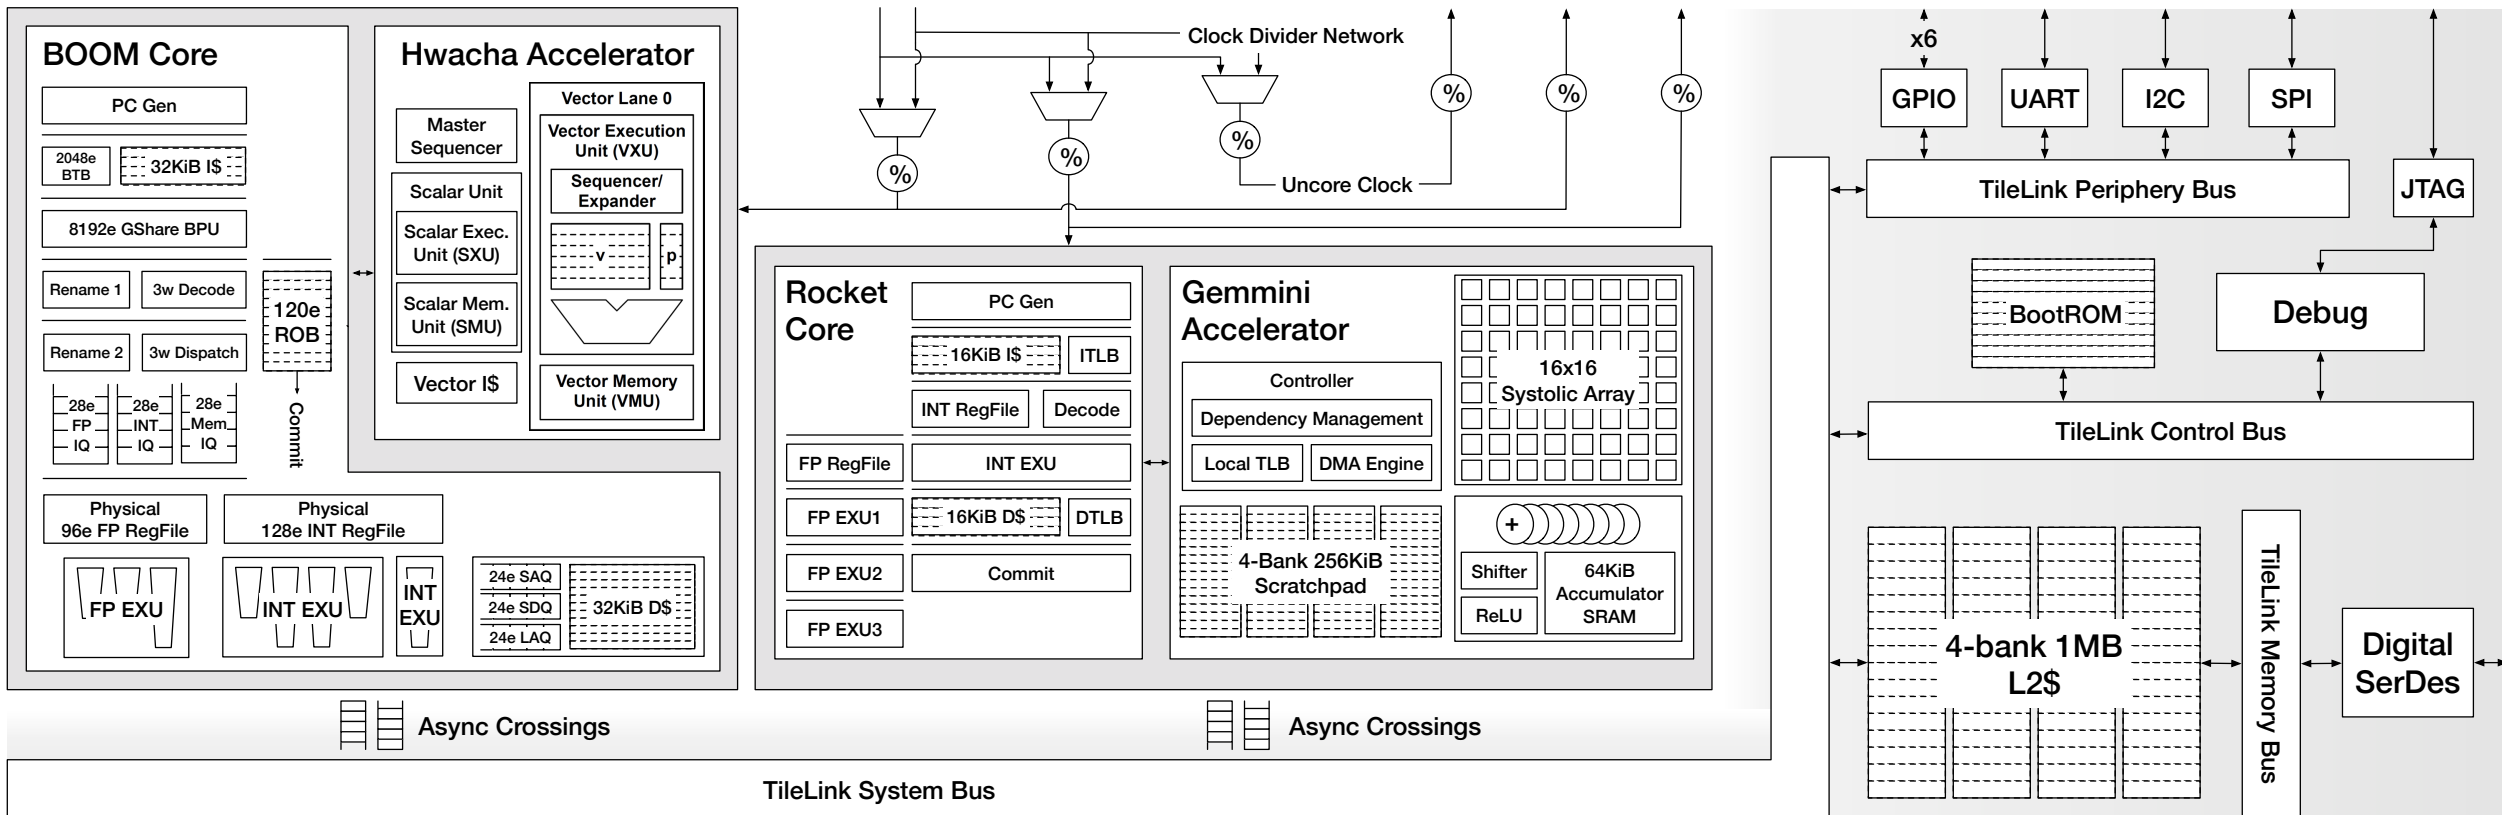 BOOM Core
PC Gen
2048e
BTB
32KiB I$
8192e GShare BPU
Rename 1
3w Decode
Rename 2
3w Dispatch
120e
ROB
Commit
28e
FP
IQ
28e
INT
IQ
28e
Mem
IQ
Physical
96e FP RegFile
Physical
128e INT RegFile
FP EXU
INT EXU
INT
EXU
24e SAQ
24e SDQ
24e LAQ
32KiB D$
Hwacha Accelerator
Master
Sequencer
Scalar Unit
Scalar Exec.
Unit (SXU)
Scalar Mem.
Unit (SMU)
Vector I$
Vector Lane 0
Vector Execution
Unit (VXU)
Sequencer/
Expander
v
p
Vector Memory
Unit (VMU)
Clock Divider Network
%
%
%
%
%
%
Uncore Clock
Rocket
Core
PC Gen
16KiB I$
ITLB
INT RegFile
Decode
FP RegFile
INT EXU
FP EXU1
16KiB D$
DTLB
FP EXU2
Commit
FP EXU3
Gemmini
Accelerator
Controller
Dependency Management
Local TLB
DMA Engine
16x16
Systolic Array
4-Bank 256KiB
Scratchpad
+
Shifter
ReLU
64KiB
Accumulator
SRAM
Async Crossings
Async Crossings
TileLink System Bus
x6
GPIO
UART
I2C
SPI
TileLink Periphery Bus
JTAG
BootROM
Debug
TileLink Control Bus
4-bank 1MB
L2$
TileLink Memory Bus
Digital
SerDes